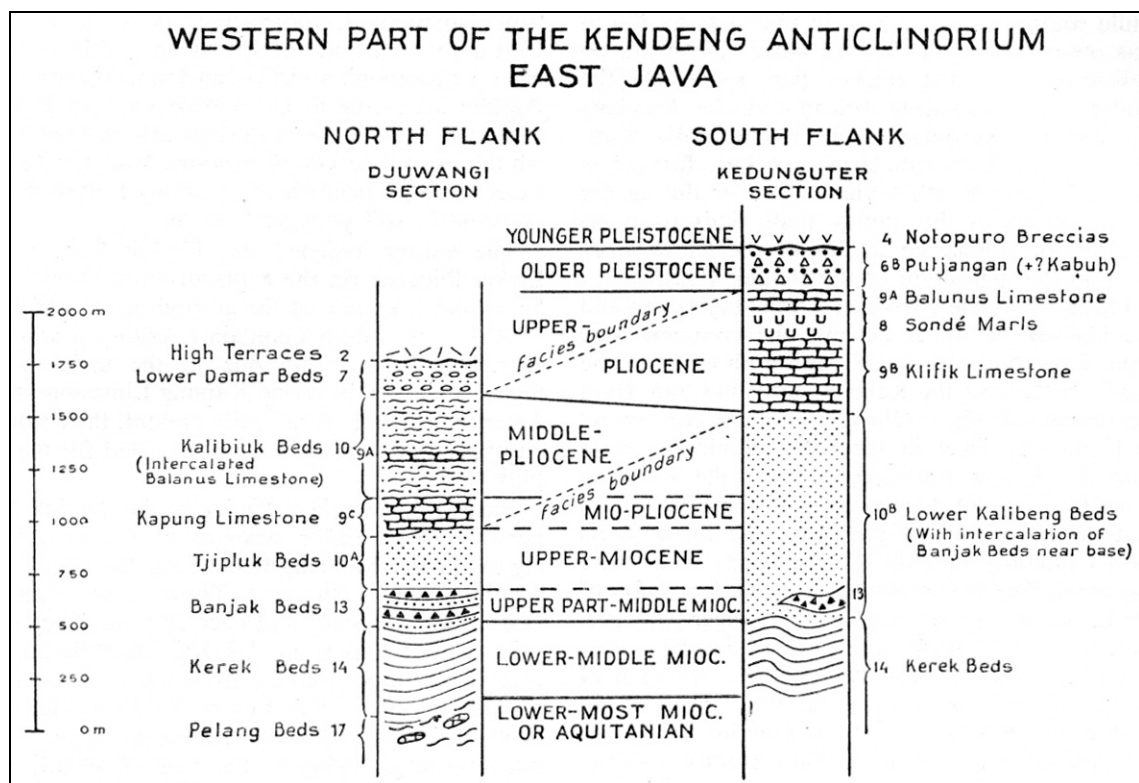 WESTERN PART OF THE KENDENG ANTICLINORIUM
EAST JAVA
NORTH FLANK
DJUWANGI
SECTION
SOUTH FLANK
KEDUNGUTER
SECTION
2000 m
1750
1500
1250
1000
750
500
250
0 m
High Terraces 2
Lower Damar Beds 7
Kalibiuk Beds 10
9A
(Intercalated
Balanus Limestone)
Kapung Limestone 9C
Tjipluk Beds 10A
Banjak Beds 13
Kerek Beds 14
Pelang Beds 17
YOUNGER PLEISTOCENE
OLDER PLEISTOCENE
UPPER-
PLIOCENE
facies boundary
MIDDLE-
PLIOCENE
facies boundary
MIO-PLIOCENE
UPPER-MIOCENE
UPPER PART-MIDDLE MIOC.
LOWER-MIDDLE MIOC.
LOWER-MOST MIOC.
OR AQUITANIAN
4 Notopuro Breccias
6B Putjangan (+? Kabuh)
9A Balunus Limestone
8 Sondé Marls
9B Klifik Limestone
10B Lower Kalibeng Beds
(With intercalation of
Banjak Beds near base)
13
14 Kerek Beds